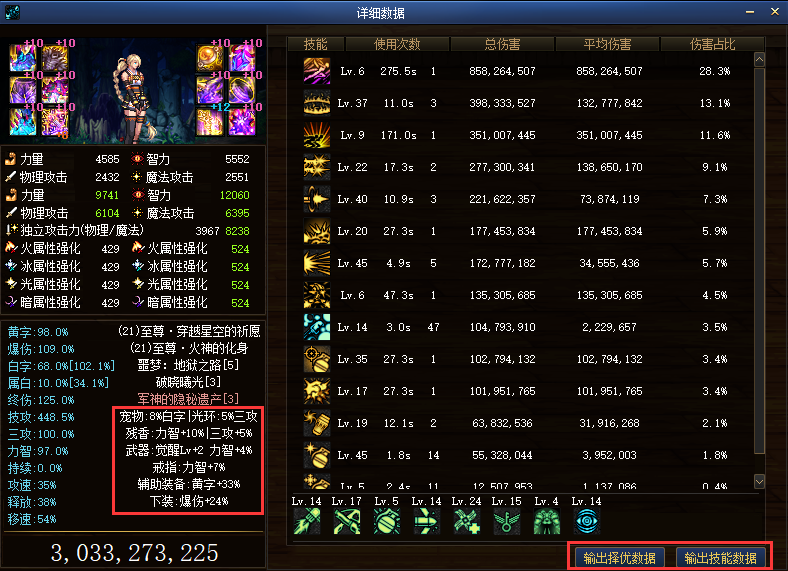 详细数据
+10 +10 +10 +10
+10 +10 +10 +10
+10 +10 +12 +10
力量 4585 智力 5552
物理攻击 2432 魔法攻击 2551
力量 9741 智力 12060
物理攻击 6104 魔法攻击 6395
独立攻击力(物理/魔法) 3967 8238
火属性强化 429 火属性强化 524
冰属性强化 429 冰属性强化 524
光属性强化 429 光属性强化 524
暗属性强化 429 暗属性强化 524
黄字:98.0%
爆伤:109.0%
白字:68.0%[102.1%]
属白:10.0%[34.1%]
终伤:125.0%
技攻:448.5%
三攻:100.0%
力智:97.0%
持续:0.0%
攻速:35%
释放:38%
移速:54%
(21)至尊·穿越星空的祈愿
(21)至尊·火神的化身
噩梦: 地狱之路[5]
破晓曦光[3]
军神的隐秘遗产[3]
宠物:8%白字|光环:5%三攻
残香:力智+10%|三攻+5%
武器:觉醒Lv+2 力智+4%
戒指:力智+7%
辅助装备:黄字+33%
下装:爆伤+24%
3,033,273,225
技能 使用次数 总伤害 平均伤害 伤害占比
Lv.6 275.5s 1 858,264,507 858,264,507 28.3%
Lv.37 11.0s 3 398,333,527 132,777,842 13.1%
Lv.9 171.0s 1 351,007,445 351,007,445 11.6%
Lv.22 17.3s 2 277,300,341 138,650,170 9.1%
Lv.40 10.9s 3 221,622,357 73,874,119 7.3%
Lv.20 27.3s 1 177,453,834 177,453,834 5.9%
Lv.45 4.9s 5 172,777,182 34,555,436 5.7%
Lv.6 47.3s 1 135,305,685 135,305,685 4.5%
Lv.14 3.0s 47 104,793,910 2,229,657 3.5%
Lv.35 27.3s 1 102,794,132 102,794,132 3.4%
Lv.17 27.3s 1 101,951,765 101,951,765 3.4%
Lv.19 12.1s 2 63,832,536 31,916,268 2.1%
Lv.45 1.8s 14 55,328,044 3,952,003 1.8%
Lv.5 2.4s 11 12,507,953 1,137,086 0.4%
Lv.14 Lv.17 Lv.5 Lv.14 Lv.24 Lv.15 Lv.4 Lv.14
输出择优数据 输出技能数据